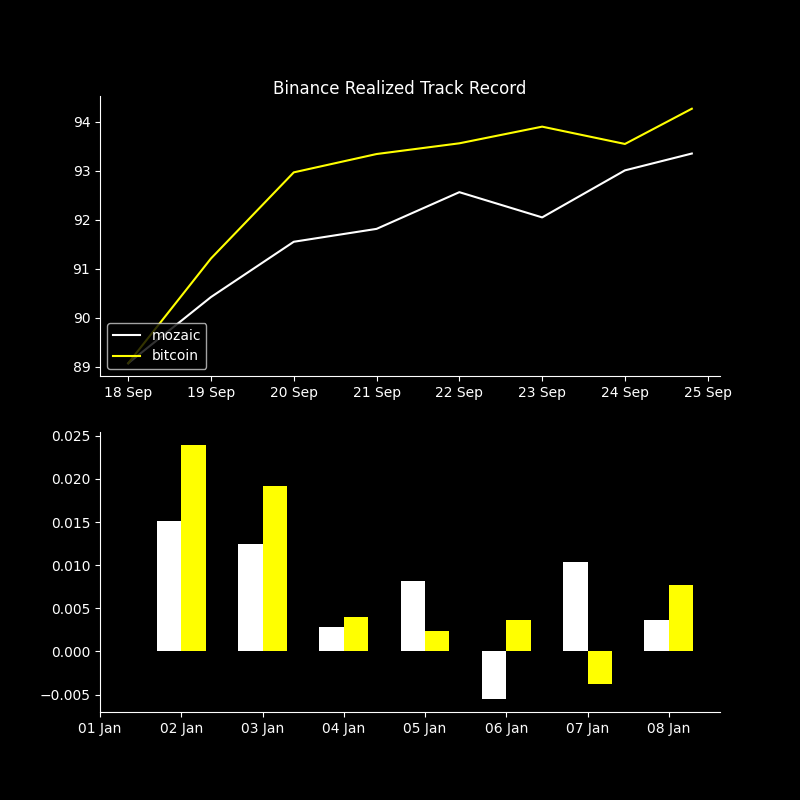 Binance Realized Track Record
94
93
92
91
90
89
mozaic
bitcoin
18 Sep 19 Sep 20 Sep 21 Sep 22 Sep 23 Sep 24 Sep 25 Sep
0.025
0.020
0.015
0.010
0.005
0.000
−0.005
01 Jan 02 Jan 03 Jan 04 Jan 05 Jan 06 Jan 07 Jan 08 Jan